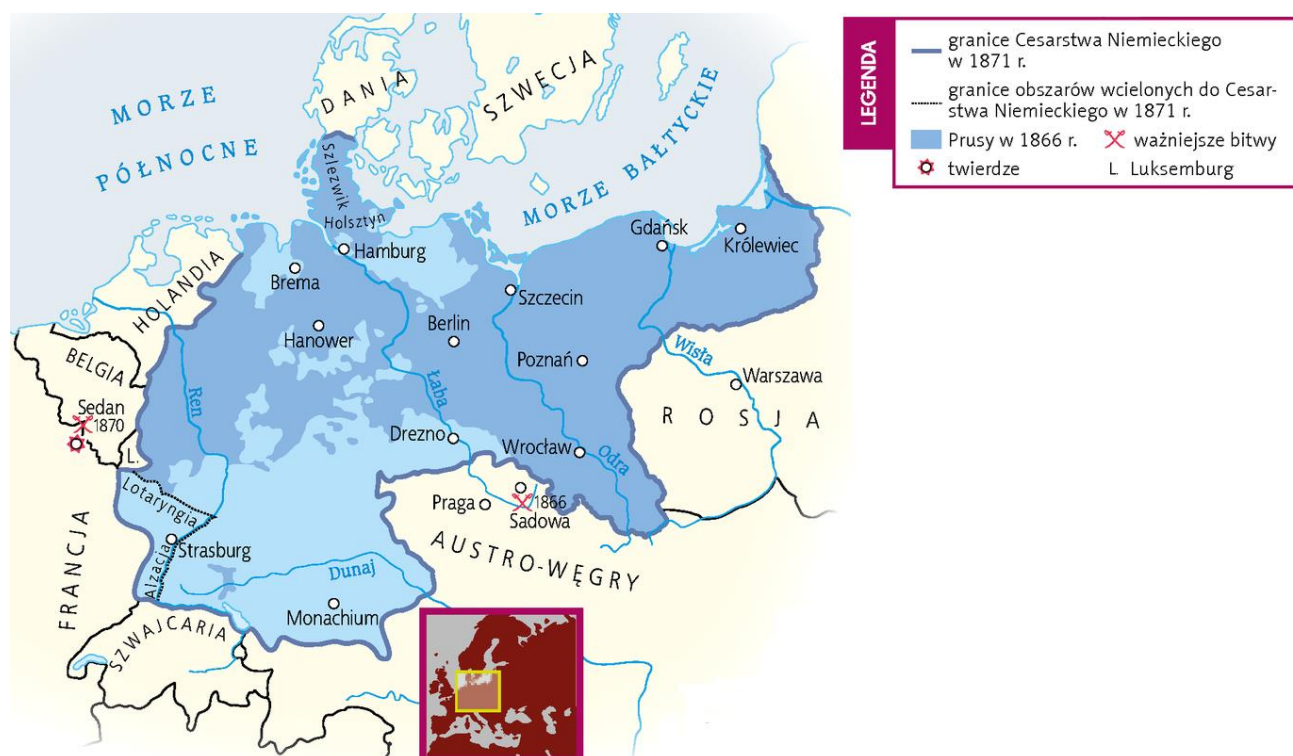 MORZE
PÓŁNOCNE
DANIA
SZWECJA
MORZE BAŁTYCKIE
Szlezwik
Holsztyn
Hamburg
Brema
Hanower
Berlin
Szczecin
Gdańsk
Królewiec
Poznań
Wisła
Warszawa
ROSJA
HOLANDIA
BELGIA
Sedan
1870
L.
Ren
Łaba
Drezno
Wrocław
Odra
Praga
1866
Sadowa
AUSTRO-WĘGRY
Lotaryngia
Alzacja
Strasburg
FRANCJA
Dunaj
Monachium
SZWAJCARIA
LEGENDA
granice Cesarstwa Niemieckiego
w 1871 r.
granice obszarów wcielonych do Cesar-
stwa Niemieckiego w 1871 r.
Prusy w 1866 r.
ważniejsze bitwy
twierdze
L. Luksemburg